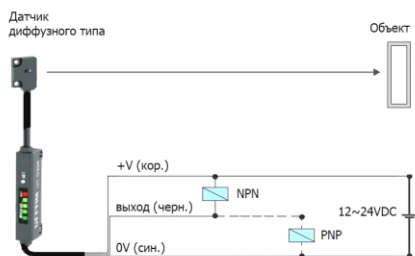 Датчик
диффузного типа
Объект
+V (кор.)
NPN
выход (черн.)
12~24VDC
PNP
0V (син.)